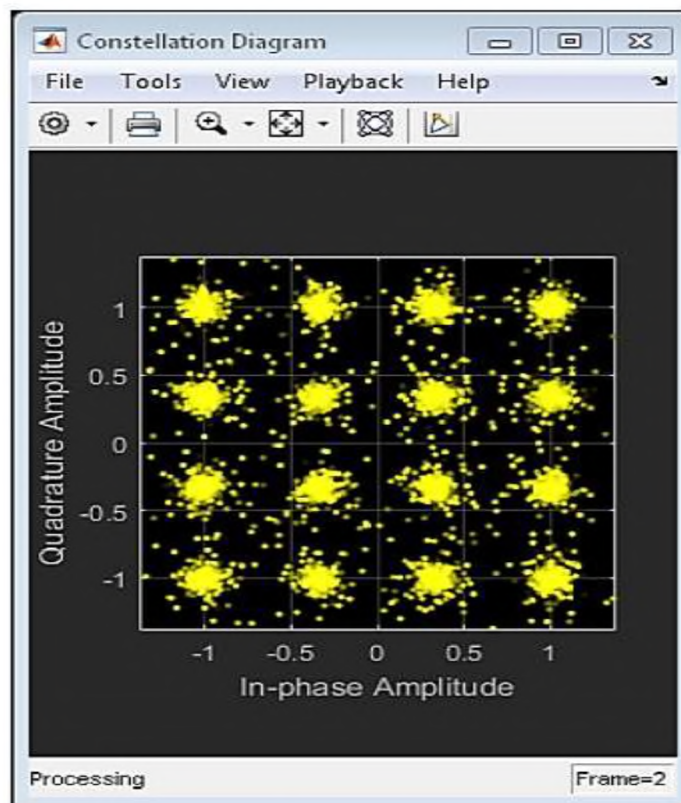 Constellation Diagram
File Tools View Playback Help
Quadrature Amplitude
1
0.5
0
-0.5
-1
-1 -0.5 0 0.5 1
In-phase Amplitude
Processing Frame=2